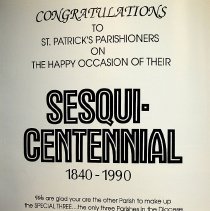 CONGRATULATIONS
TO
ST. PATRICK'S PARISHIONERS
ON
THE HAPPY OCCASION OF THEIR
SESQUI-
CENTENNIAL
1840-1990
We are glad your are the other Parish to make up
the SPECIAL THREE....the only three Parishes in the Diocese